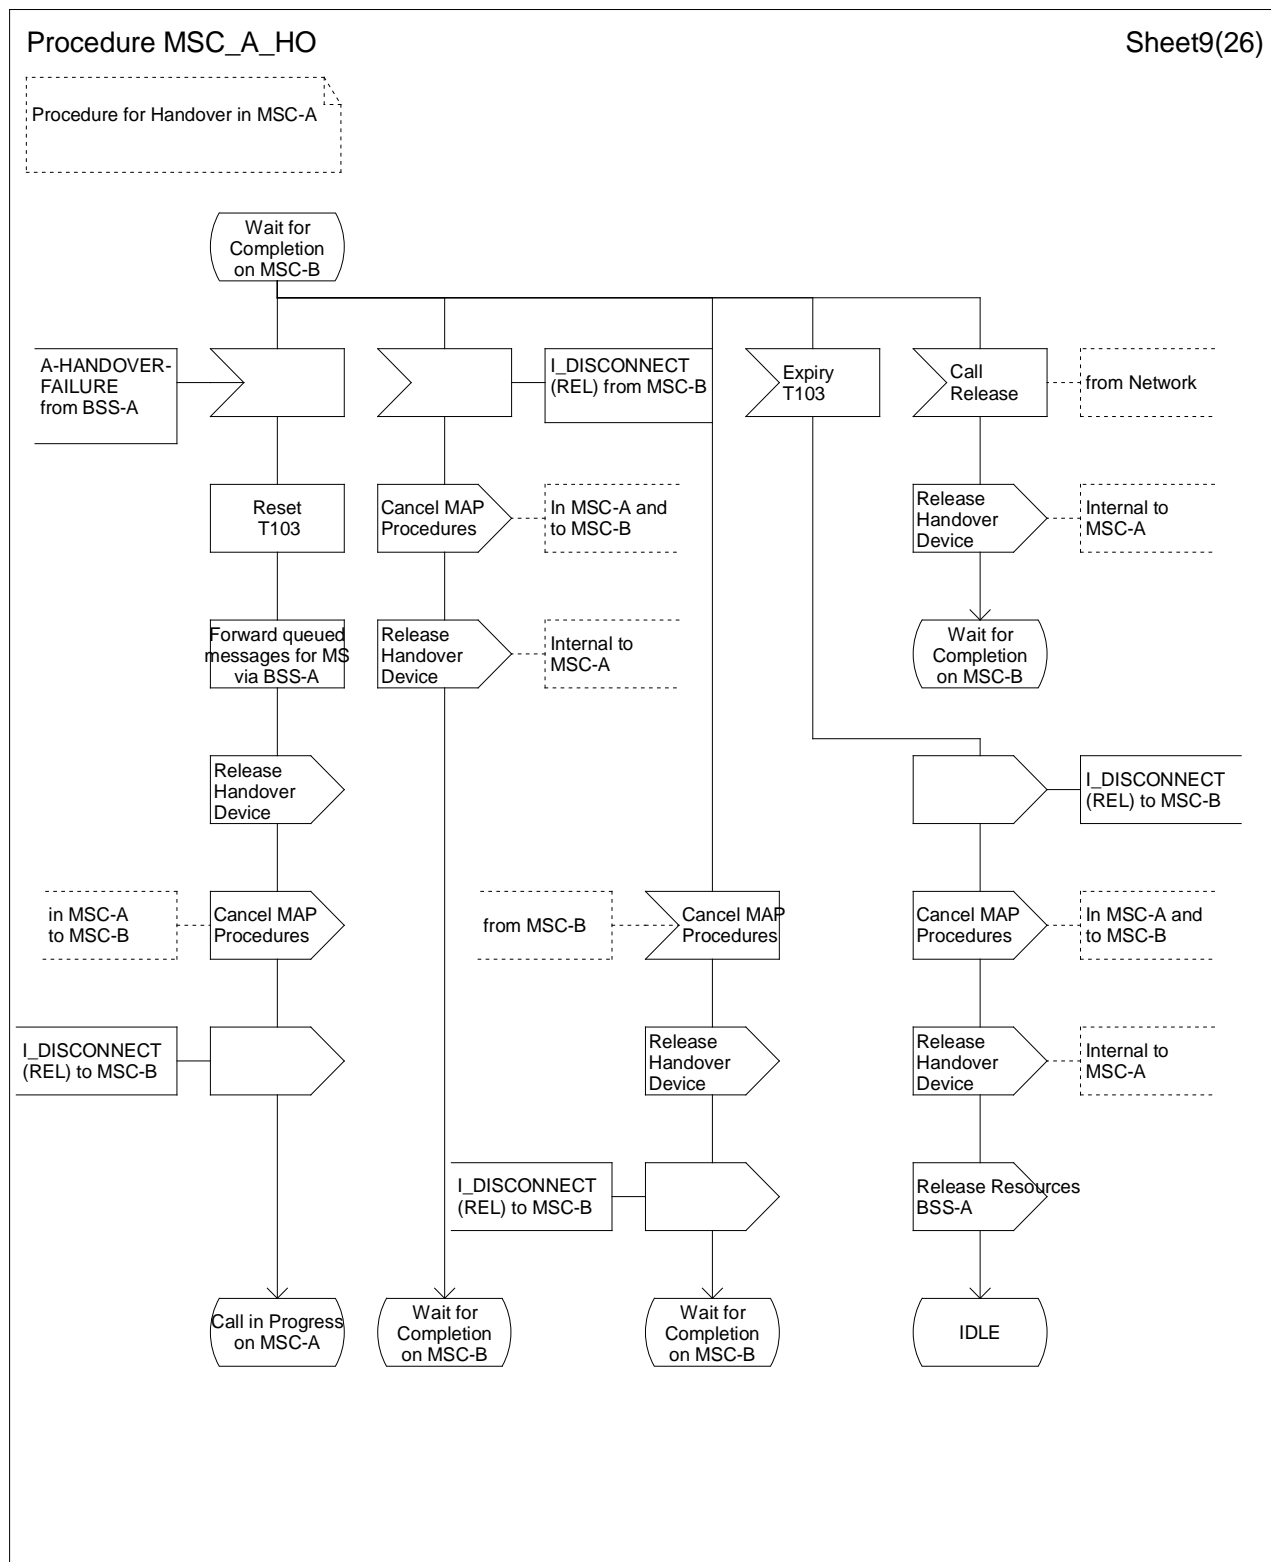 Procedure MSC_A_HO
Sheet9(26)
Procedure for Handover in MSC-A
Wait for
Completion
on MSC-B
A-HANDOVER-
FAILURE
from BSS-A
I_DISCONNECT
(REL) from MSC-B
Expiry
T103
Call
Release
from Network
Reset
T103
Cancel MAP
Procedures
In MSC-A and
to MSC-B
Release
Handover
Device
Internal to
MSC-A
Forward queued
messages for MS
via BSS-A
Release
Handover
Device
Internal to
MSC-A
Wait for
Completion
on MSC-B
Release
Handover
Device
I_DISCONNECT
(REL) to MSC-B
in MSC-A
to MSC-B
Cancel MAP
Procedures
from MSC-B
Cancel MAP
Procedures
Cancel MAP
Procedures
In MSC-A and
to MSC-B
I_DISCONNECT
(REL) to MSC-B
Release
Handover
Device
Release
Handover
Device
Internal to
MSC-A
I_DISCONNECT
(REL) to MSC-B
Release Resources
BSS-A
Call in Progress
on MSC-A
Wait for
Completion
on MSC-B
Wait for
Completion
on MSC-B
IDLE